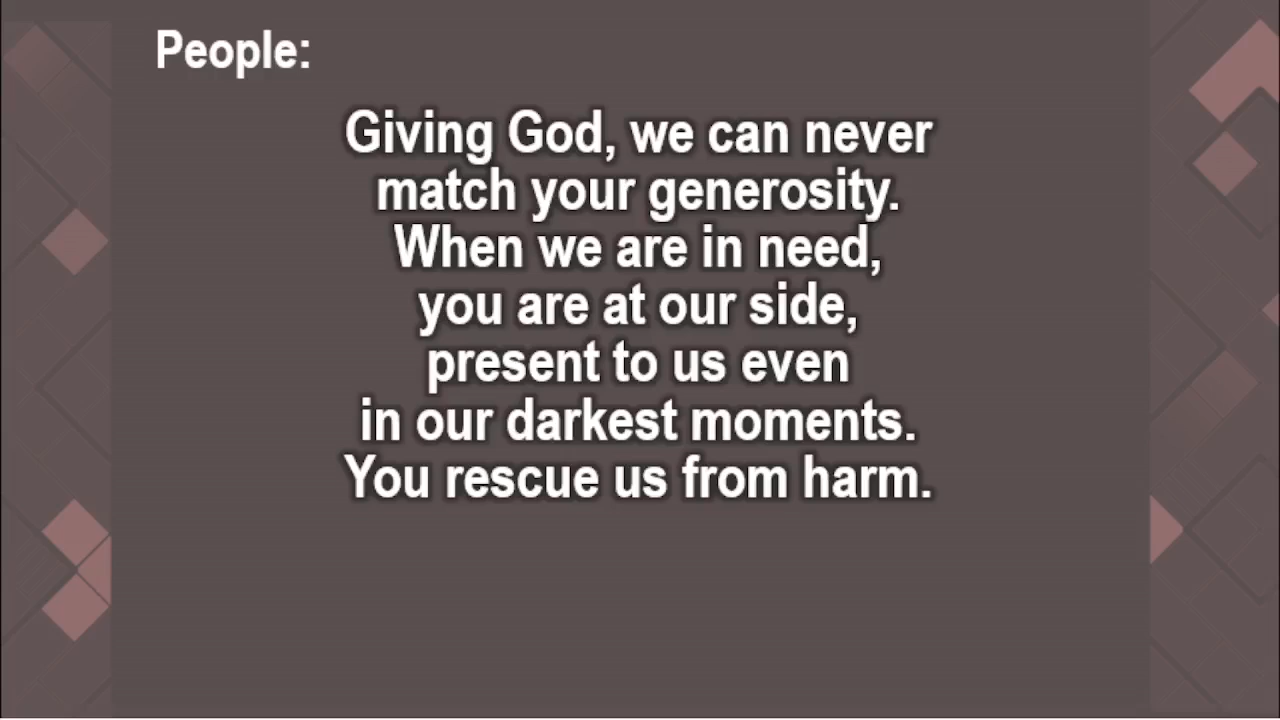 People:
Giving God, we can never
match your generosity.
When we are in need,
you are at our side,
present to us even
in our darkest moments.
You rescue us from harm.